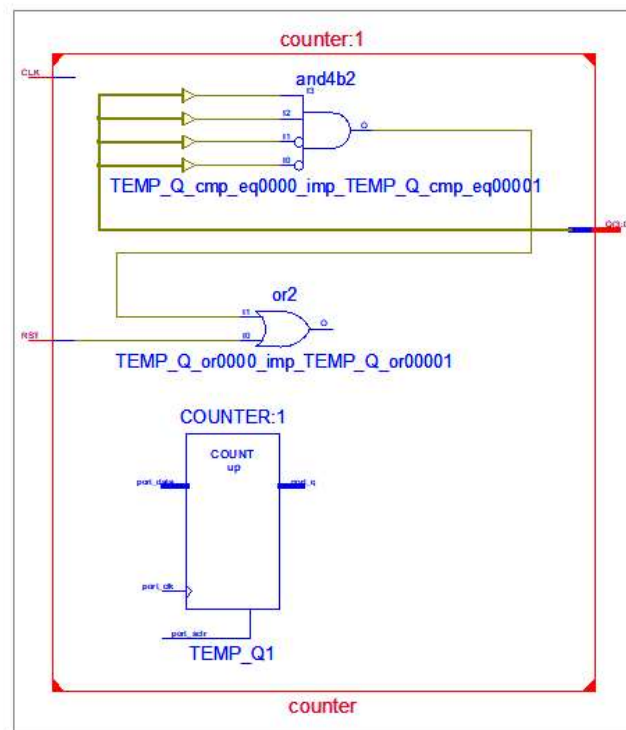 counter:1
CLK
and4b2
I3
I2
I1
I0
O
TEMP_Q_cmp_eq0000_imp_TEMP_Q_cmp_eq00001
or2
I1
RST
I0
O
TEMP_Q_or0000_imp_TEMP_Q_or00001
COUNTER:1
COUNT
up
port_data
port_q
port_clk
port_sclr
TEMP_Q1
counter